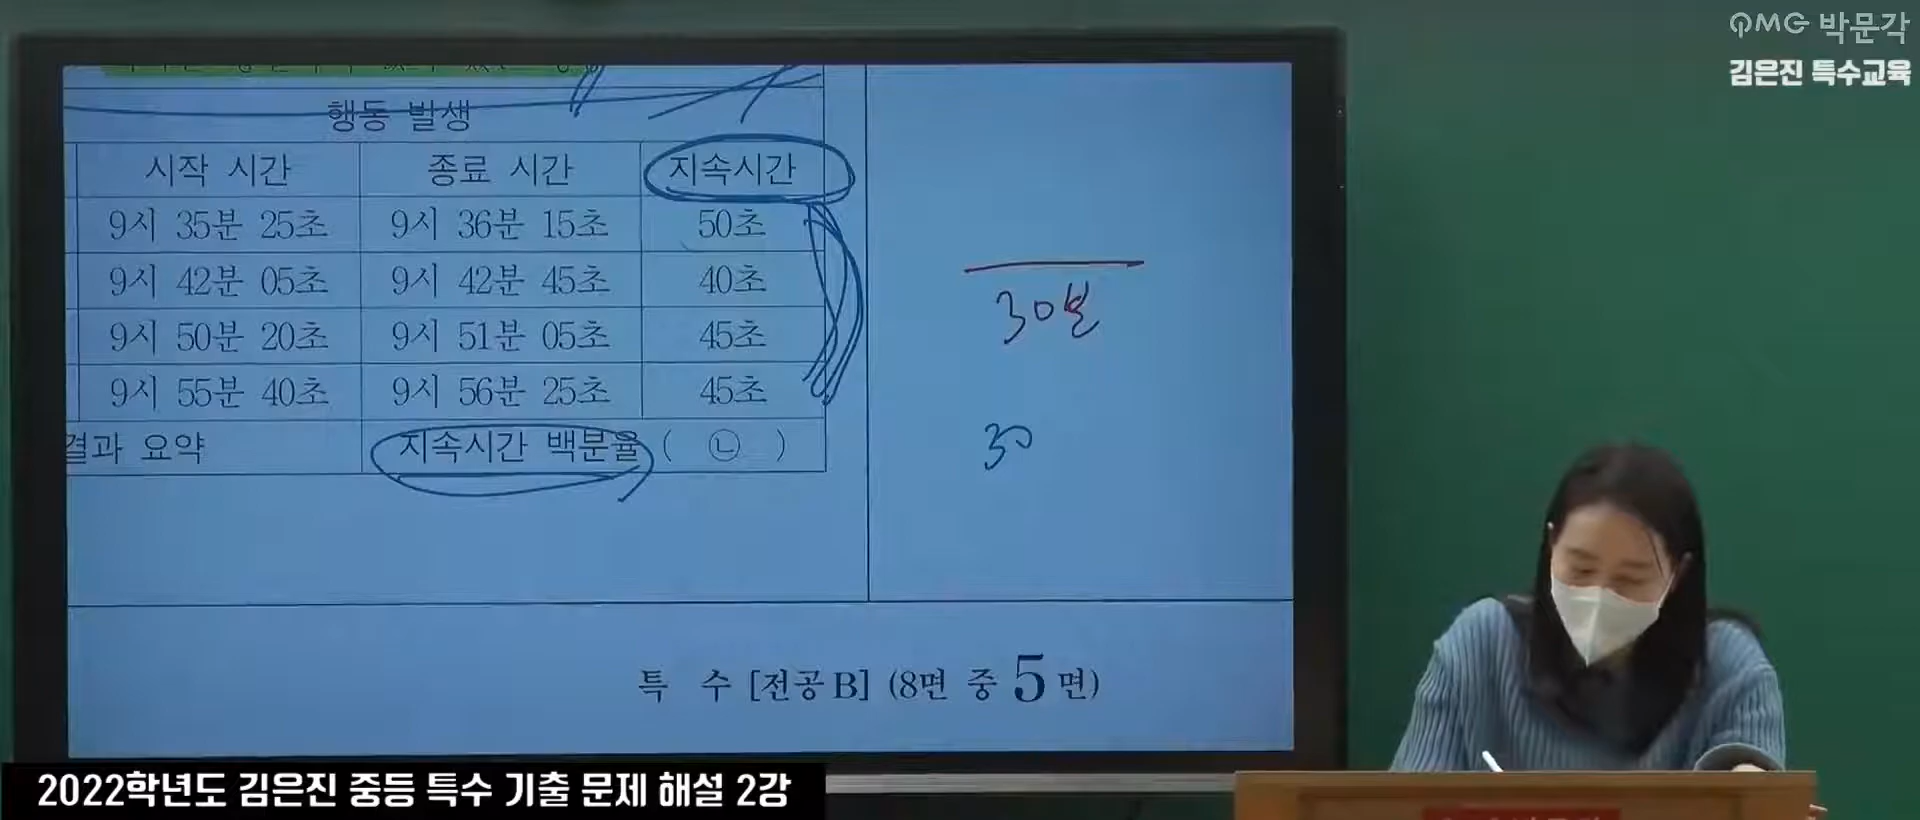 PMG 박문각
김은진 특수교육
행동 발생
시작 시간 종료 시간 지속시간
9시 35분 25초 9시 36분 15초 50초
9시 42분 05초 9시 42분 45초 40초
9시 50분 20초 9시 51분 05초 45초
9시 55분 40초 9시 56분 25초 45초
결과 요약 지속시간 백분율 ( ㉡ )
30분
30
특 수 [전공 B] (8면 중 5 면)
2022학년도 김은진 중등 특수 기출 문제 해설 2강